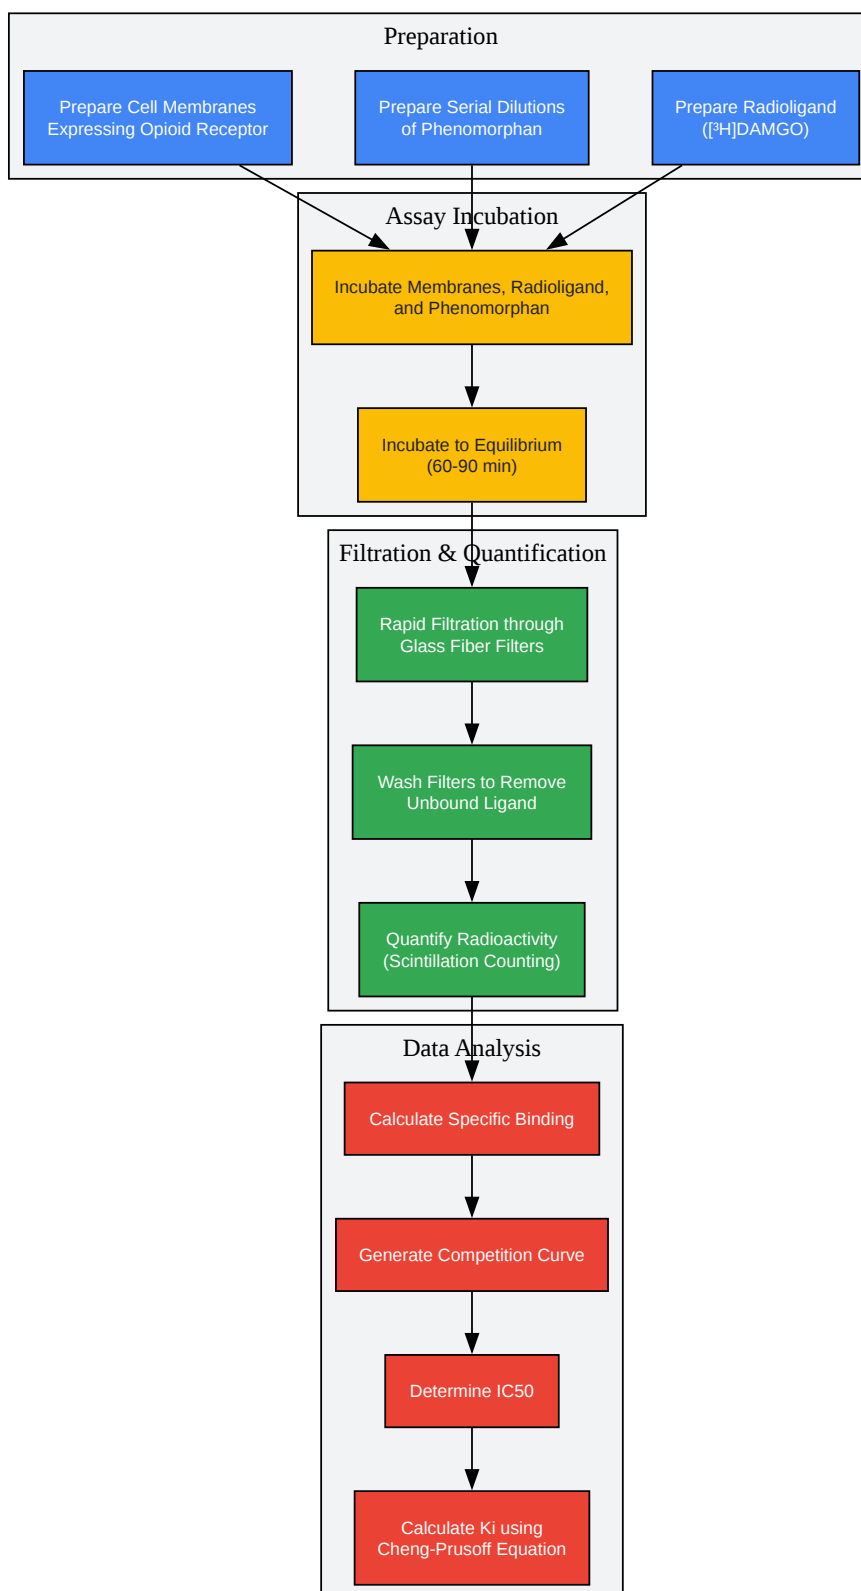 Preparation
Prepare Cell Membranes
Expressing Opioid Receptor
Prepare Serial Dilutions
of Phenomorphan
Prepare Radioligand
([³H]DAMGO)
Assay Incubation
Incubate Membranes, Radioligand,
and Phenomorphan
Incubate to Equilibrium
(60-90 min)
Filtration & Quantification
Rapid Filtration through
Glass Fiber Filters
Wash Filters to Remove
Unbound Ligand
Quantify Radioactivity
(Scintillation Counting)
Data Analysis
Calculate Specific Binding
Generate Competition Curve
Determine IC50
Calculate Ki using
Cheng-Prusoff Equation